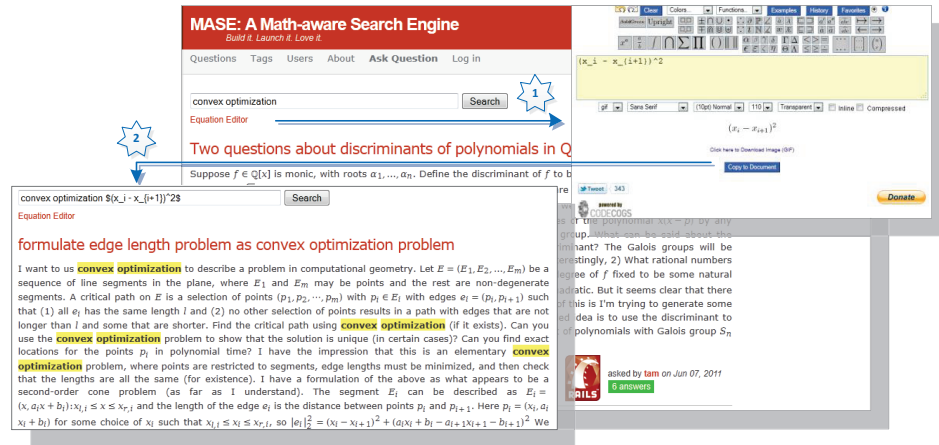 MASE: A Math-aware Search Engine
Build it. Launch it. Love it.
Questions Tags Users About Ask Question Log in
convex optimization Search
Equation Editor
1
2
Two questions about discriminants of polynomials in Q
Suppose f ∈ ℚ[x] is monic, with roots α₁, ..., αₙ. Define the discriminant of f to b
Clear Colors... Functions... Examples History Favorites
Upright
(x_i - x_{i+1})^2
gif Sans Serif (10pt) Normal 110 Transparent Inline Compressed
(xᵢ − xᵢ₊₁)²
Click here to Download Image (GIF)
Copy to Document
Tweet 343
powered by
CODECOGS
Donate
convex optimization $(x_i - x_{i+1})^2$ Search
Equation Editor
formulate edge length problem as convex optimization problem
I want to us convex optimization to describe a problem in computational geometry. Let E = (E₁, E₂, ..., Eₘ) be a
sequence of line segments in the plane, where E₁ and Eₘ may be points and the rest are non-degenerate
segments. A critical path on E is a selection of points (p₁, p₂, ⋯, pₘ) with pᵢ ∈ Eᵢ with edges eᵢ = (pᵢ, pᵢ₊₁) such
that (1) all eᵢ has the same length l and (2) no other selection of points results in a path with edges that are not
longer than l and some that are shorter. Find the critical path using convex optimization (if it exists). Can you
use the convex optimization problem to show that the solution is unique (in certain cases)? Can you find exact
locations for the points pᵢ in polynomial time? I have the impression that this is an elementary convex
optimization problem, where points are restricted to segments, edge lengths must be minimized, and then check
that the lengths are all the same (for existence). I have a formulation of the above as what appears to be a
second-order cone problem (as far as I understand). The segment Eᵢ can be described as Eᵢ =
(x, aᵢx + bᵢ): x_{l,i} ≤ x ≤ x_{r,i} and the length of the edge eᵢ is the distance between points pᵢ and pᵢ₊₁. Here pᵢ = (xᵢ, aᵢ
xᵢ + bᵢ) for some choice of xᵢ such that x_{l,i} ≤ xᵢ ≤ x_{r,i}, so |eᵢ|₂² = (xᵢ − xᵢ₊₁)² + (aᵢxᵢ + bᵢ − aᵢ₊₁xᵢ₊₁ − bᵢ₊₁)² We
by any
group. What can be said about the
riminant? The Galois groups will be
erestingly, 2) What rational numbers
egree of f fixed to be some natural
adratic. But it seems clear that there
of this is I'm trying to generate some
ed idea is to use the discriminant to
of polynomials with Galois group Sₙ
RAILS
asked by tam on Jun 07, 2011
6 answers